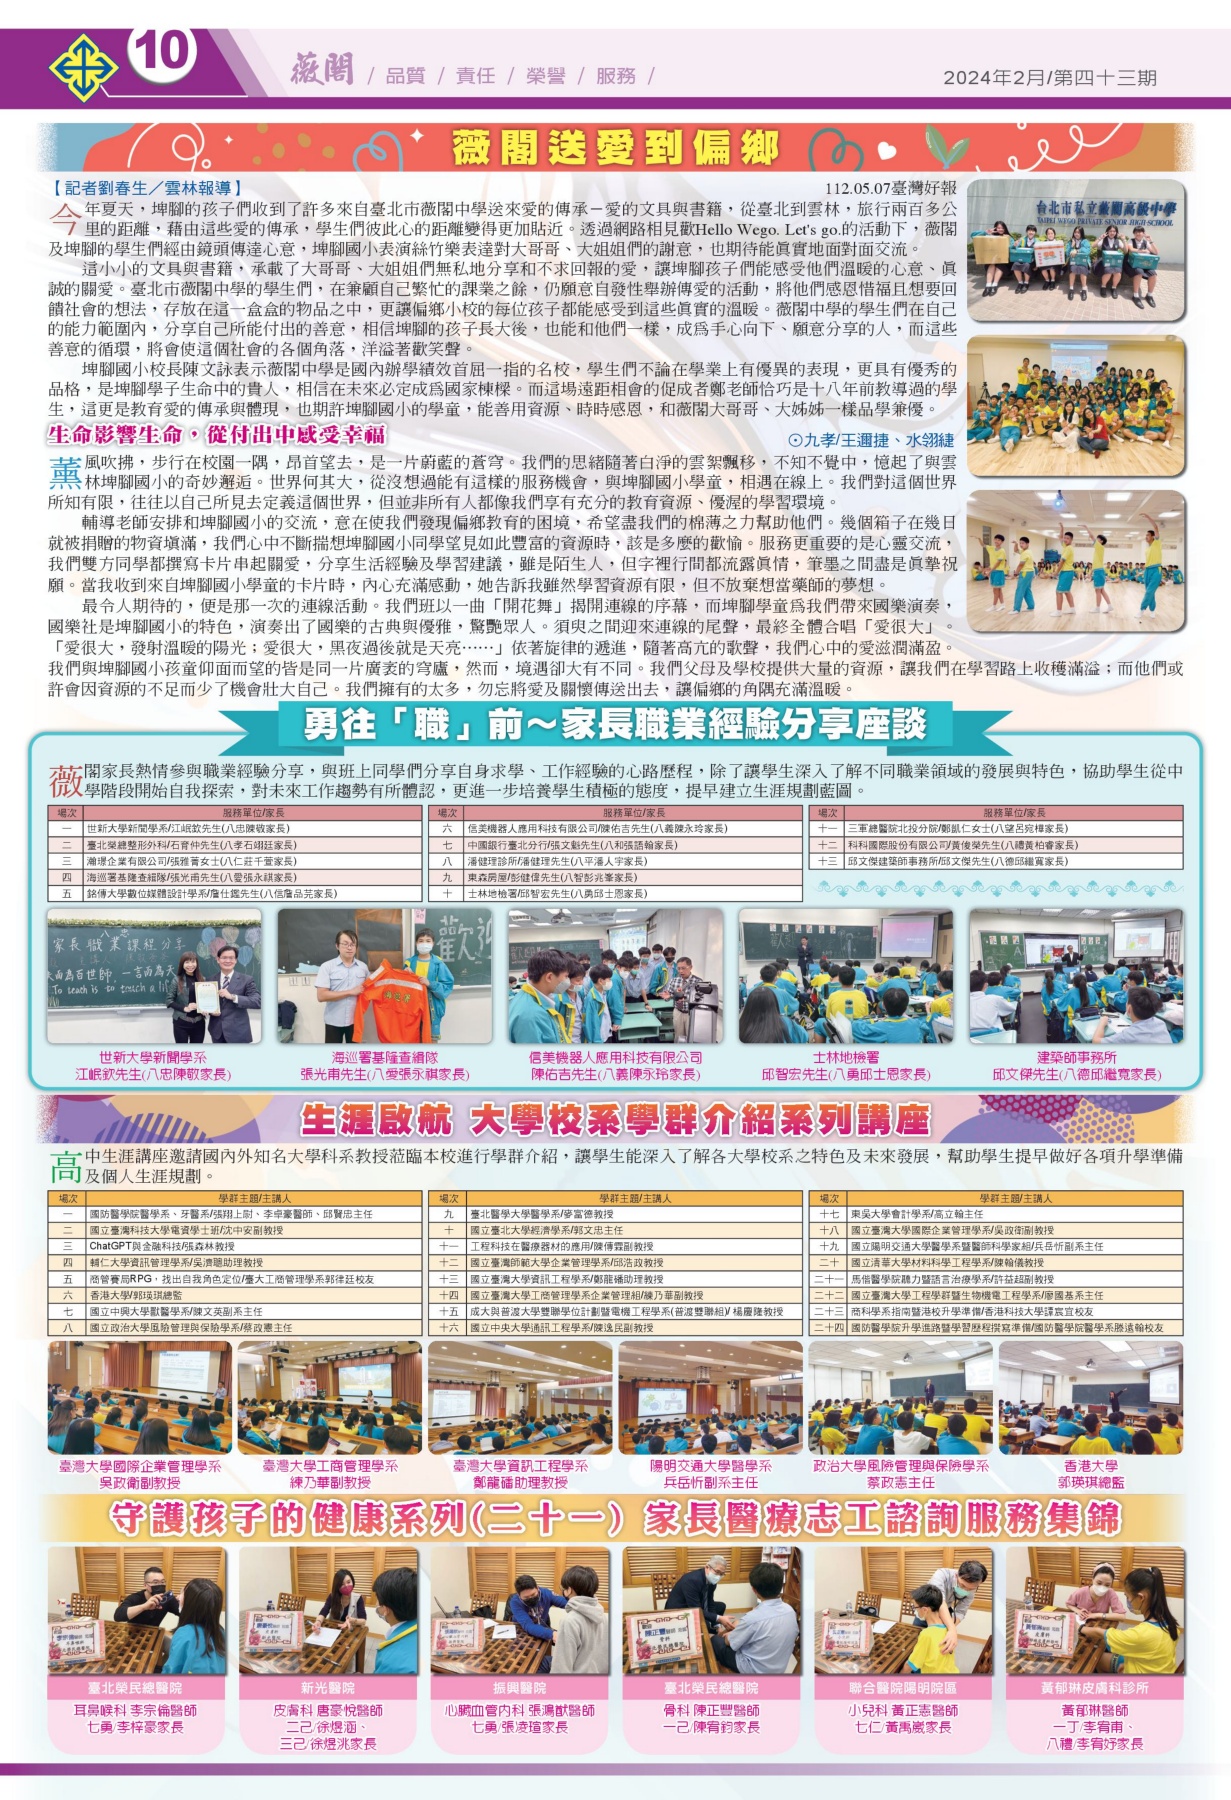 10
薇閣 / 品質 / 責任 / 榮譽 / 服務 /
2024年2月/第四十三期
薇閣送愛到偏鄉
【記者劉春生／雲林報導】
112.05.07臺灣好報
今年夏天，埤腳的孩子們收到了許多來自臺北市薇閣中學送來愛的傳承－愛的文具與書籍，從臺北到雲林，旅行兩百多公
里的距離，藉由這些愛的傳承，學生們彼此心的距離變得更加貼近。透過網路相見歡Hello Wego. Let's go.的活動下，薇閣
及埤腳的學生們經由鏡頭傳達心意，埤腳國小表演絲竹樂表達對大哥哥、大姐姐們的謝意，也期待能真實地面對面交流。
這小小的文具與書籍，承載了大哥哥、大姐姐們無私地分享和不求回報的愛，讓埤腳孩子們能感受他們溫暖的心意、真
誠的關愛。臺北市薇閣中學的學生們，在兼顧自己繁忙的課業之餘，仍願意自發性舉辦傳愛的活動，將他們感恩惜福且想要回
饋社會的想法，存放在這一盒盒的物品之中，更讓偏鄉小校的每位孩子都能感受到這些真實的溫暖。薇閣中學的學生們在自己
的能力範圍內，分享自己所能付出的善意，相信埤腳的孩子長大後，也能和他們一樣，成為手心向下、願意分享的人，而這些
善意的循環，將會使這個社會的各個角落，洋溢著歡笑聲。
埤腳國小校長陳文詠表示薇閣中學是國內辦學績效首屈一指的名校，學生們不論在學業上有優異的表現，更具有優秀的
品格，是埤腳學子生命中的貴人，相信在未來必定成為國家棟樑。而這場遠距相會的促成者鄭老師恰巧是十八年前教導過的學
生，這更是教育愛的傳承與體現，也期許埤腳國小的學童，能善用資源、時時感恩，和薇閣大哥哥、大姊姊一樣品學兼優。
台北市私立薇閣高級中學
TAIPEI WEGO PRIVATE SENIOR HIGH SCHOOL
生命影響生命，從付出中感受幸福
⊙九孝/王邇捷、水翎緁
薰風吹拂，步行在校園一隅，昂首望去，是一片蔚藍的蒼穹。我們的思緒隨著白淨的雲絮飄移，不知不覺中，憶起了與雲
林埤腳國小的奇妙邂逅。世界何其大，從沒想過能有這樣的服務機會，與埤腳國小學童，相遇在線上。我們對這個世界
所知有限，往往以自己所見去定義這個世界，但並非所有人都像我們享有充分的教育資源、優渥的學習環境。
輔導老師安排和埤腳國小的交流，意在使我們發現偏鄉教育的困境，希望盡我們的棉薄之力幫助他們。幾個箱子在幾日
就被捐贈的物資填滿，我們心中不斷揣想埤腳國小同學望見如此豐富的資源時，該是多麼的歡愉。服務更重要的是心靈交流，
我們雙方同學都撰寫卡片串起關愛，分享生活經驗及學習建議，雖是陌生人，但字裡行間都流露真情，筆墨之間盡是真摯祝
願。當我收到來自埤腳國小學童的卡片時，內心充滿感動，她告訴我雖然學習資源有限，但不放棄想當藥師的夢想。
最令人期待的，便是那一次的連線活動。我們班以一曲「開花舞」揭開連線的序幕，而埤腳學童為我們帶來國樂演奏，
國樂社是埤腳國小的特色，演奏出了國樂的古典與優雅，驚艷眾人。須臾之間迎來連線的尾聲，最終全體合唱「愛很大」。
「愛很大，發射溫暖的陽光；愛很大，黑夜過後就是天亮……」依著旋律的遞進，隨著高亢的歌聲，我們心中的愛滋潤滿盈。
我們與埤腳國小孩童仰面而望的皆是同一片廣袤的穹廬，然而，境遇卻大有不同。我們父母及學校提供大量的資源，讓我們在學習路上收穫滿溢；而他們或
許會因資源的不足而少了機會壯大自己。我們擁有的太多，勿忘將愛及關懷傳送出去，讓偏鄉的角隅充滿溫暖。
勇往「職」前～家長職業經驗分享座談
薇閣家長熱情參與職業經驗分享，與班上同學們分享自身求學、工作經驗的心路歷程，除了讓學生深入了解不同職業領域的發展與特色，協助學生從中
學階段開始自我探索，對未來工作趨勢有所體認，更進一步培養學生積極的態度，提早建立生涯規劃藍圖。
場次 服務單位/家長
一 世新大學新聞學系/江岷欽先生(八忠陳敬家長)
二 臺北榮總整形外科/石育仲先生(八孝石翊廷家長)
三 瀚璟企業有限公司/張雅菁女士(八仁莊千萱家長)
四 海巡署基隆查緝隊/張光甫先生(八愛張永祺家長)
五 銘傳大學數位媒體設計學系/詹仕鑑先生(八信詹品芫家長)
場次 服務單位/家長
六 信美機器人應用科技有限公司/陳佑吉先生(八義陳永玲家長)
七 中國銀行臺北分行/張文魁先生(八和張語翰家長)
八 潘健理診所/潘健理先生(八平潘人宇家長)
九 東森房屋/彭健偉先生(八智彭兆峯家長)
十 士林地檢署/邱智宏先生(八勇邱士恩家長)
場次 服務單位/家長
十一 三軍總醫院北投分院/鄭凱仁女士(八望呂宛樺家長)
十二 科科國際股份有限公司/黃俊榮先生(八禮黃柏睿家長)
十三 邱文傑建築師事務所/邱文傑先生(八德邱繼寬家長)
家長職業課程分享
世新大學新聞學系
江岷欽先生(八忠陳敬家長)
海巡署基隆查緝隊
張光甫先生(八愛張永祺家長)
信美機器人應用科技有限公司
陳佑吉先生(八義陳永玲家長)
士林地檢署
邱智宏先生(八勇邱士恩家長)
建築師事務所
邱文傑先生(八德邱繼寬家長)
生涯啟航 大學校系學群介紹系列講座
高中生涯講座邀請國內外知名大學科系教授蒞臨本校進行學群介紹，讓學生能深入了解各大學校系之特色及未來發展，幫助學生提早做好各項升學準備
及個人生涯規劃。
場次 學群主題/主講人
一 國防醫學院醫學系、牙醫系/張翔上尉、李卓豪醫師、邱賢忠主任
二 國立臺灣科技大學電資學士班/沈中安副教授
三 ChatGPT與金融科技/張森林教授
四 輔仁大學資訊管理學系/吳濟聰助理教授
五 商管賽局RPG，找出自我角色定位/臺大工商管理學系郭律廷校友
六 香港大學/郭瑛琪總監
七 國立中興大學獸醫學系/陳文英副系主任
八 國立政治大學風險管理與保險學系/蔡政憲主任
場次 學群主題/主講人
九 臺北醫學大學醫學系/麥富德教授
十 國立臺北大學經濟學系/郭文忠主任
十一 工程科技在醫療器材的應用/陳傳霖副教授
十二 國立臺灣師範大學企業管理學系/邱浩政教授
十三 國立臺灣大學資訊工程學系/鄭龍磻助理教授
十四 國立臺灣大學工商管理學系企業管理組/練乃華副教授
十五 成大與普渡大學雙聯學位計劃暨電機工程學系(普渡雙聯組)/ 楊慶隆教授
十六 國立中央大學通訊工程學系/陳逸民副教授
場次 學群主題/主講人
十七 東吳大學會計學系/高立翰主任
十八 國立臺灣大學國際企業管理學系/吳政衛副教授
十九 國立陽明交通大學醫學系暨醫師科學家組/兵岳忻副系主任
二十 國立清華大學材料科學工程學系/陳翰儀教授
二十一 馬偕醫學院聽力暨語言治療學系/許益超副教授
二十二 國立臺灣大學工程學群暨生物機電工程學系/廖國基系主任
二十三 商科學系指南暨港校升學準備/香港科技大學譚宸宜校友
二十四 國防醫學院升學進路暨學習歷程撰寫準備/國防醫學院醫學系滕遠翰校友
臺灣大學國際企業管理學系
吳政衛副教授
臺灣大學工商管理學系
練乃華副教授
臺灣大學資訊工程學系
鄭龍磻助理教授
陽明交通大學醫學系
兵岳忻副系主任
政治大學風險管理與保險學系
蔡政憲主任
香港大學
郭瑛琪總監
守護孩子的健康系列(二十一) 家長醫療志工諮詢服務集錦
臺北榮民總醫院
耳鼻喉科 李宗倫醫師
七勇/李梓豪家長
新光醫院
皮膚科 唐豪悅醫師
二己/徐煜涵、
三己/徐煜洮家長
振興醫院
心臟血管內科 張鴻猷醫師
七勇/張凌瑄家長
臺北榮民總醫院
骨科 陳正豐醫師
一己/陳宥鈞家長
聯合醫院陽明院區
小兒科 黃正憲醫師
七仁/黃禹崴家長
黃郁琳皮膚科診所
黃郁琳醫師
一丁/李宥甫、
八禮/李宥妤家長